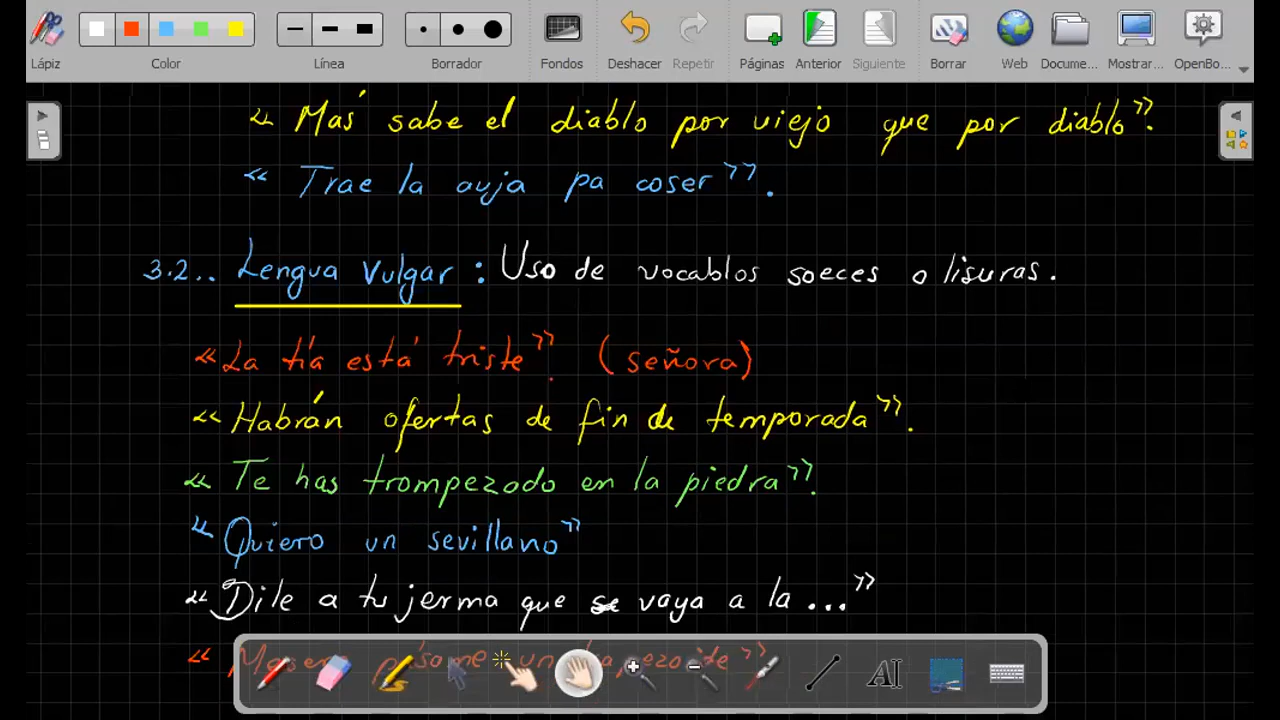 Lápiz Color Línea Borrador Fondos Deshacer Repetir Páginas Anterior Siguiente Borrar Web Docume... Mostrar... OpenBo...
« Más sabe el diablo por viejo que por diablo".
« Trae la auja pa coser".
3.2.. Lengua Vulgar : Uso de vocablos soeces o lisuras.
«La tía está triste". (señora)
« Habrán ofertas de fin de temporada".
« Te has trompezado en la piedra".
« Quiero un sevillano"
« Dile a tu jerma que se vaya a la ..."